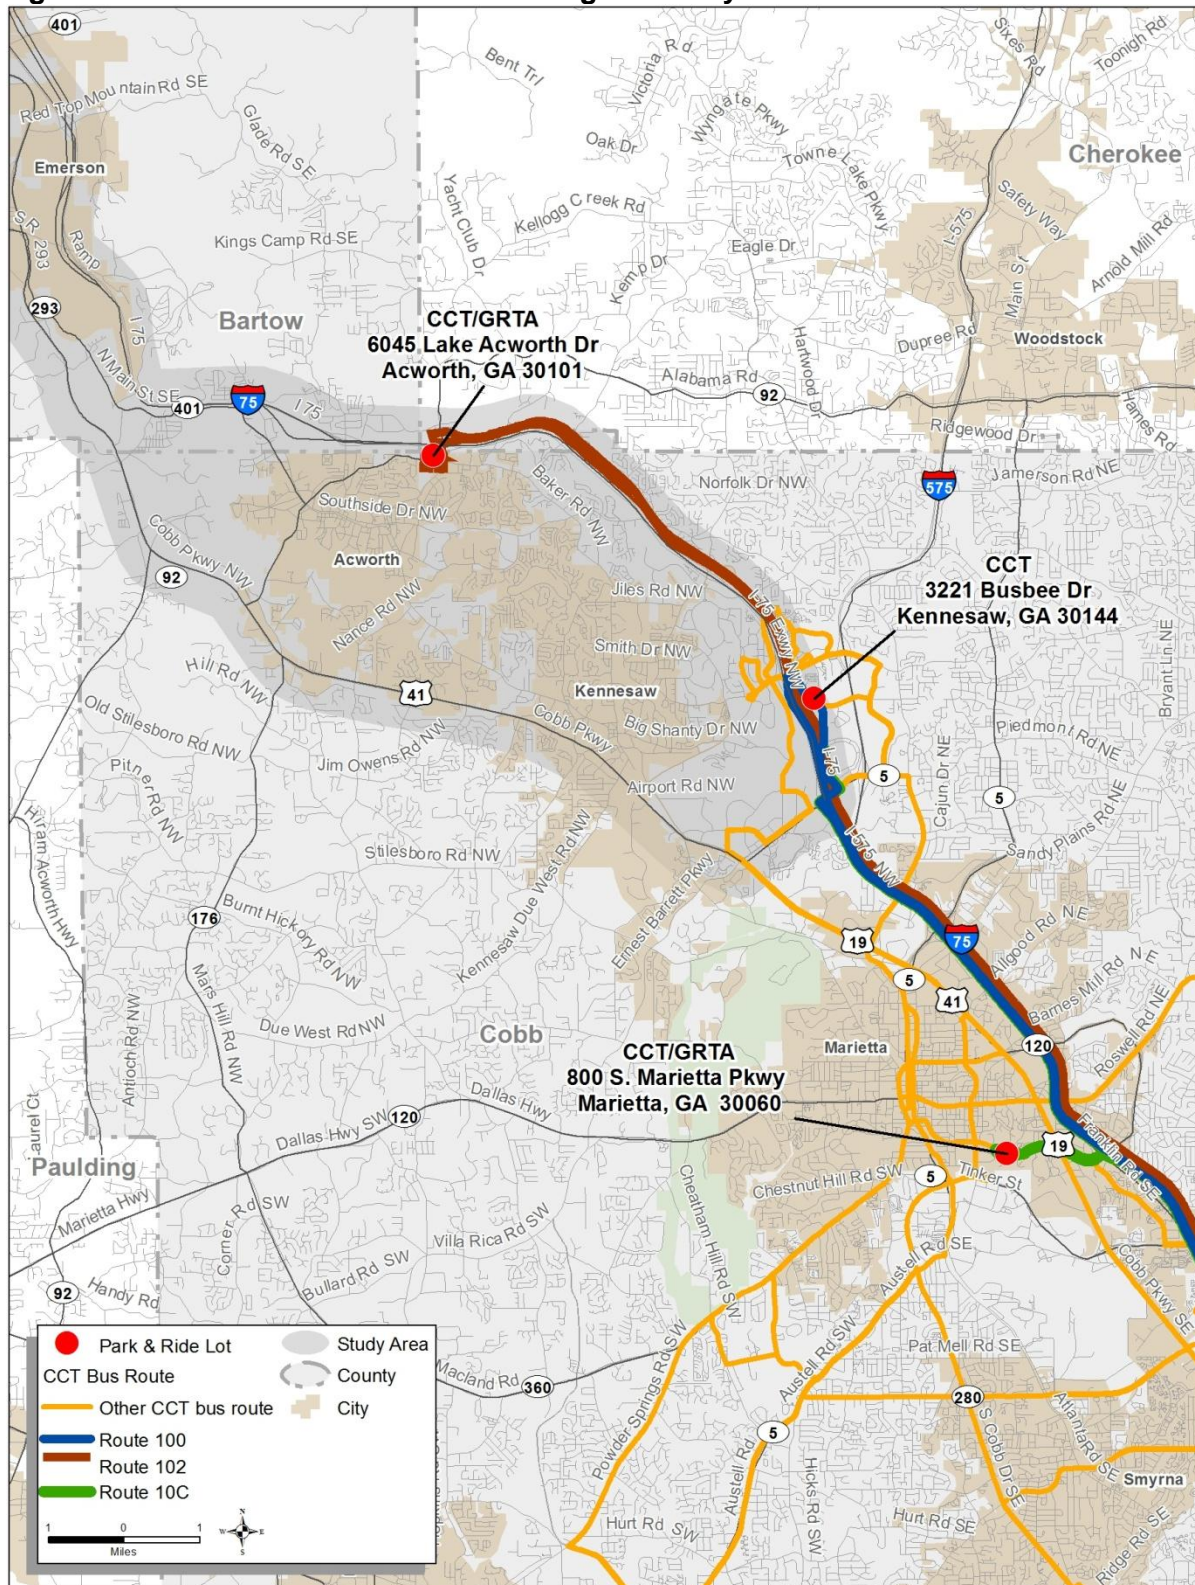 401
Red Top Mountain Rd SE
Glade Rd SE
Bent Trl
Victoria Rd
Sixes Rd
Toonigh Rd
Wyngate Pkwy
Oak Dr
Towne Lake Pkwy
Cherokee
Emerson
S.R. 293
Ramp
Yacht Club Dr
Kellogg Creek Rd
Safety Way
I-575
Kings Camp Rd SE
Eagle Dr
Kemp Dr
Main St
Arnold Mill Rd
293
I 75
Bartow
CCT/GRTA
6045 Lake Acworth Dr
Acworth, GA 30101
Hartwood Dr
Dupree Rd
Woodstock
N Main St SE
401
75
I 75
Alabama Rd
92
Hames Rd
Ridgewood Dr
Baker Rd NW
Norfolk Dr NW
575
Jamerson Rd NE
Southside Dr NW
Cobb Pkwy NW
Acworth
92
CCT
3221 Busbee Dr
Kennesaw, GA 30144
Jiles Rd NW
I-75 Exwy NW
Nance Rd NW
Smith Dr NW
Bryant Ln NE
Hill Rd NW
Kennesaw
41
Cobb Pkwy
Big Shanty Dr NW
Old Stilesboro Rd NW
Piedmont Rd NE
Jim Owens Rd NW
I-75
Pitner Rd NW
Airport Rd NW
5
Cajun Dr NE
5
Hiram Acworth Hwy
Stilesboro Rd NW
I-575 NW
Sandy Plains Rd NE
Kennesaw Due West Rd NW
Ernest Barrett Pkwy
176
Burnt Hickory Rd NW
19
75
Allgood Rd NE
Mars Hill Rd NW
5
41
Barnes Mill Rd NE
Antioch Rd NW
Due West Rd NW
Cobb
Marietta
120
Roswell Rd NE
CCT/GRTA
800 S. Marietta Pkwy
Marietta, GA 30060
Laurel Ct
Dallas Hwy
120
Dallas Hwy SW
Franklin Rd SE
19
Paulding
Tinker St
5
Chestnut Hill Rd SW
Cheatham Hill Rd SW
Marietta Hwy
Corner Rd SW
Villa Rica Rd SW
Austell Rd SE
Cobb Pkwy SE
Bullard Rd SW
92
Handy Rd
Pat Mell Rd SE
Powder Springs Rd SW
Austell Rd SW
Macland Rd
360
280
S Cobb Dr SE
Atlanta Rd SE
5
Austell Rd
Hicks Rd SW
Smyrna
Hurt Rd SW
Hurt Rd SE
Ridge Rd SE
Park & Ride Lot
Study Area
CCT Bus Route
County
Other CCT bus route
City
Route 100
Route 102
Route 10C
1 0 1
Miles
N
W E
S